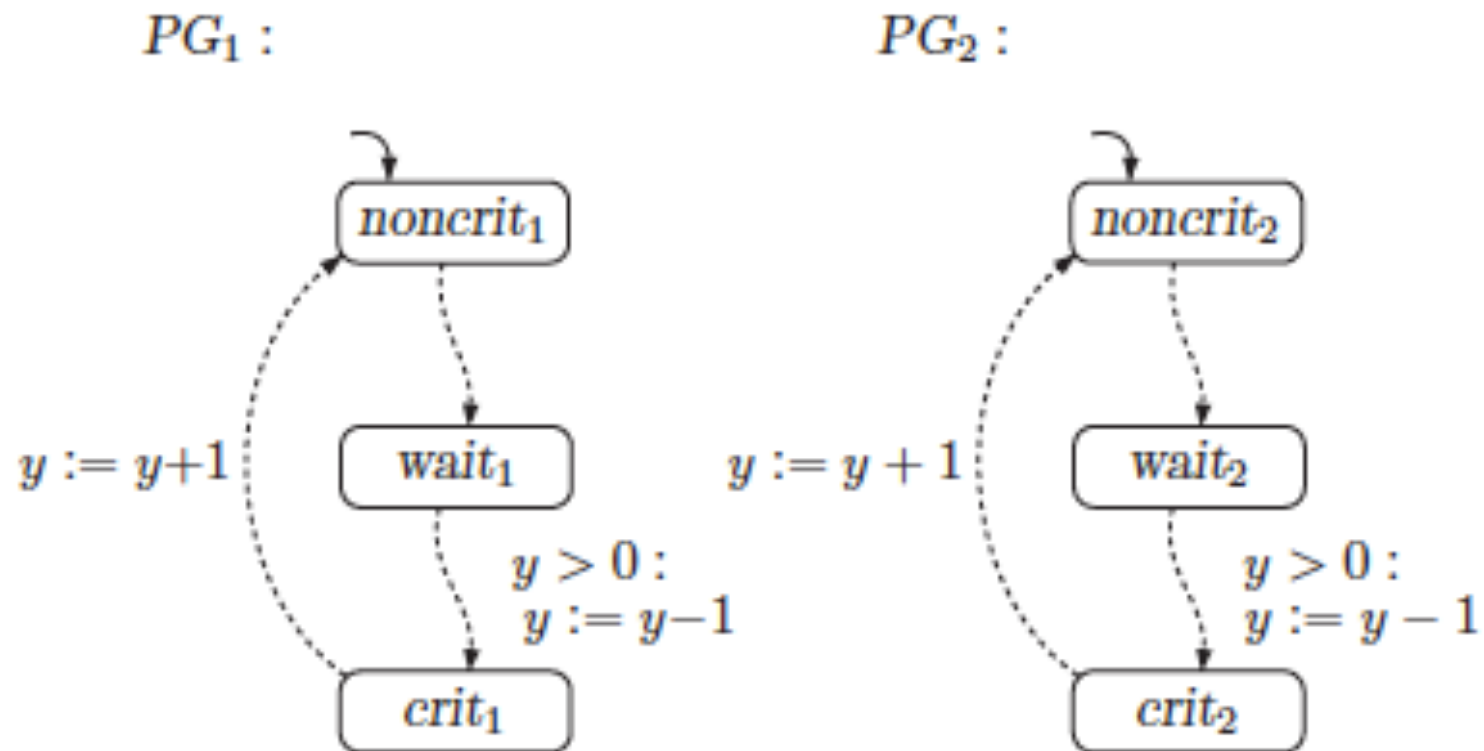 PG₁ : PG₂ :
noncrit₁ noncrit₂
y := y+1 wait₁ y := y + 1 wait₂
y > 0 : y > 0 :
y := y−1 y := y − 1
crit₁ crit₂